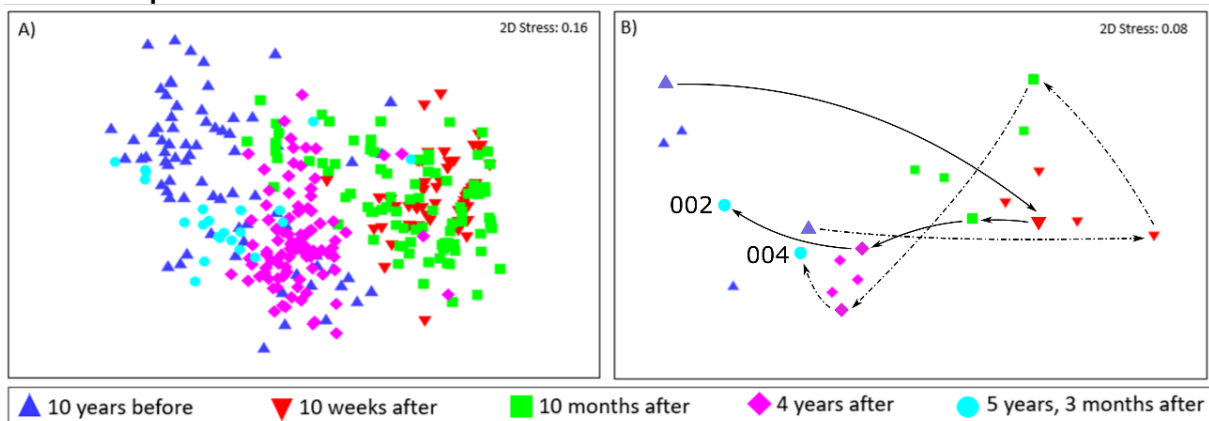 A)
2D Stress: 0.16
B)
2D Stress: 0.08
002
004
10 years before
10 weeks after
10 months after
4 years after
5 years, 3 months after